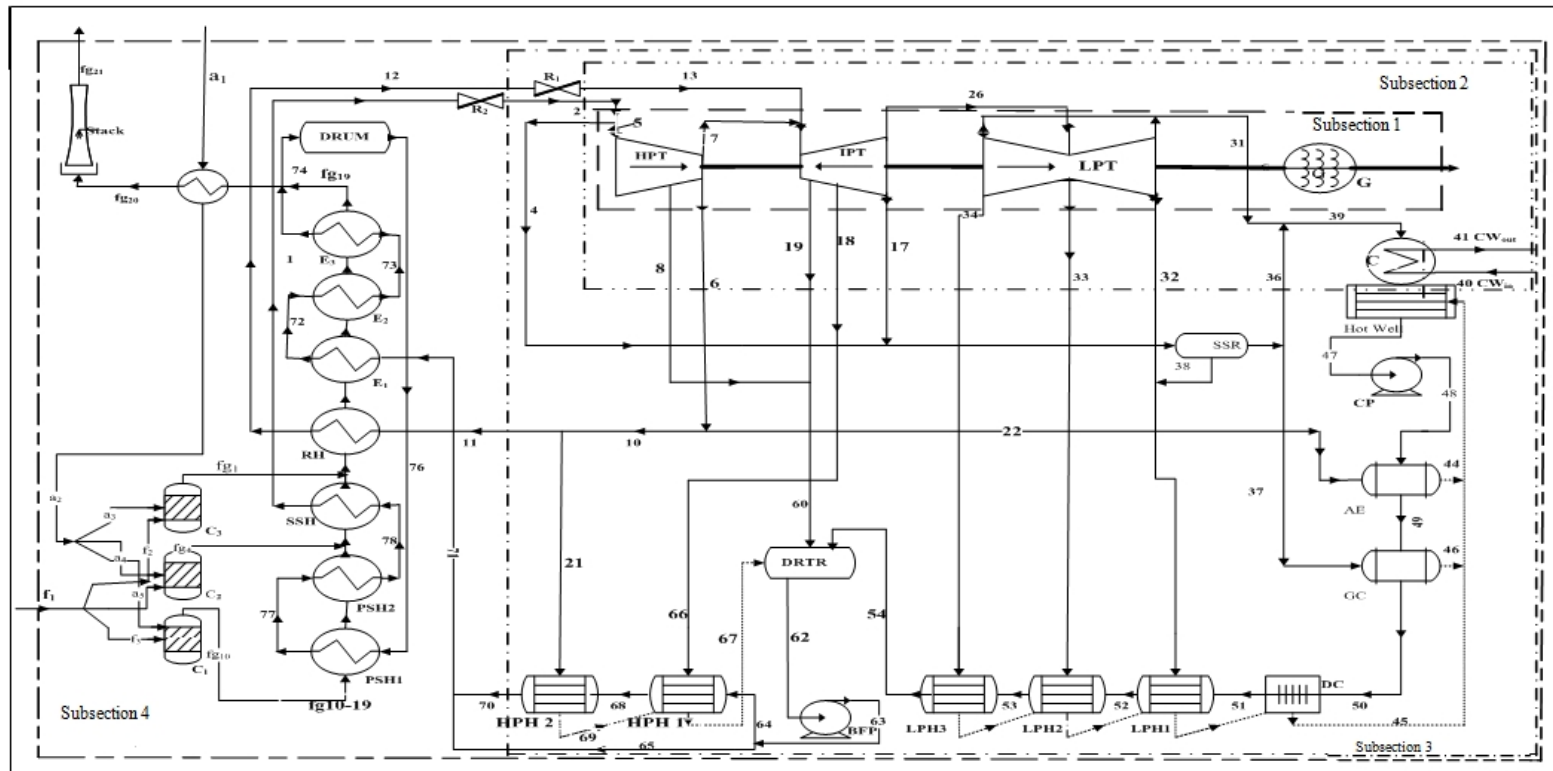 fg21
a1
12
R1
13
26
Subsection 2
R2
2
5
Subsection 1
Stack
DRUM
7
HPT
IPT
LPT
31
G
74
fg19
fg20
4
34
39
41 CWout
E3
1
73
8
6
19
18
17
33
32
36
C
40 CWin
72
E2
Hot Well
SSR
38
47
E1
CP
48
11
10
22
RH
76
fg1
a2
a3
37
44
C3
SSH
60
AE
49
f2
78
fg4
a4
DRTR
46
f1
C2
a5
21
66
67
62
54
GC
77
PSH2
f3
fg10
C1
PSH1
DC
fg10-19
70
68
64
53
52
51
50
HPH 2
HPH 1
63
45
Subsection 4
69
BFP
LPH3
LPH2
LPH1
65
Subsection 3